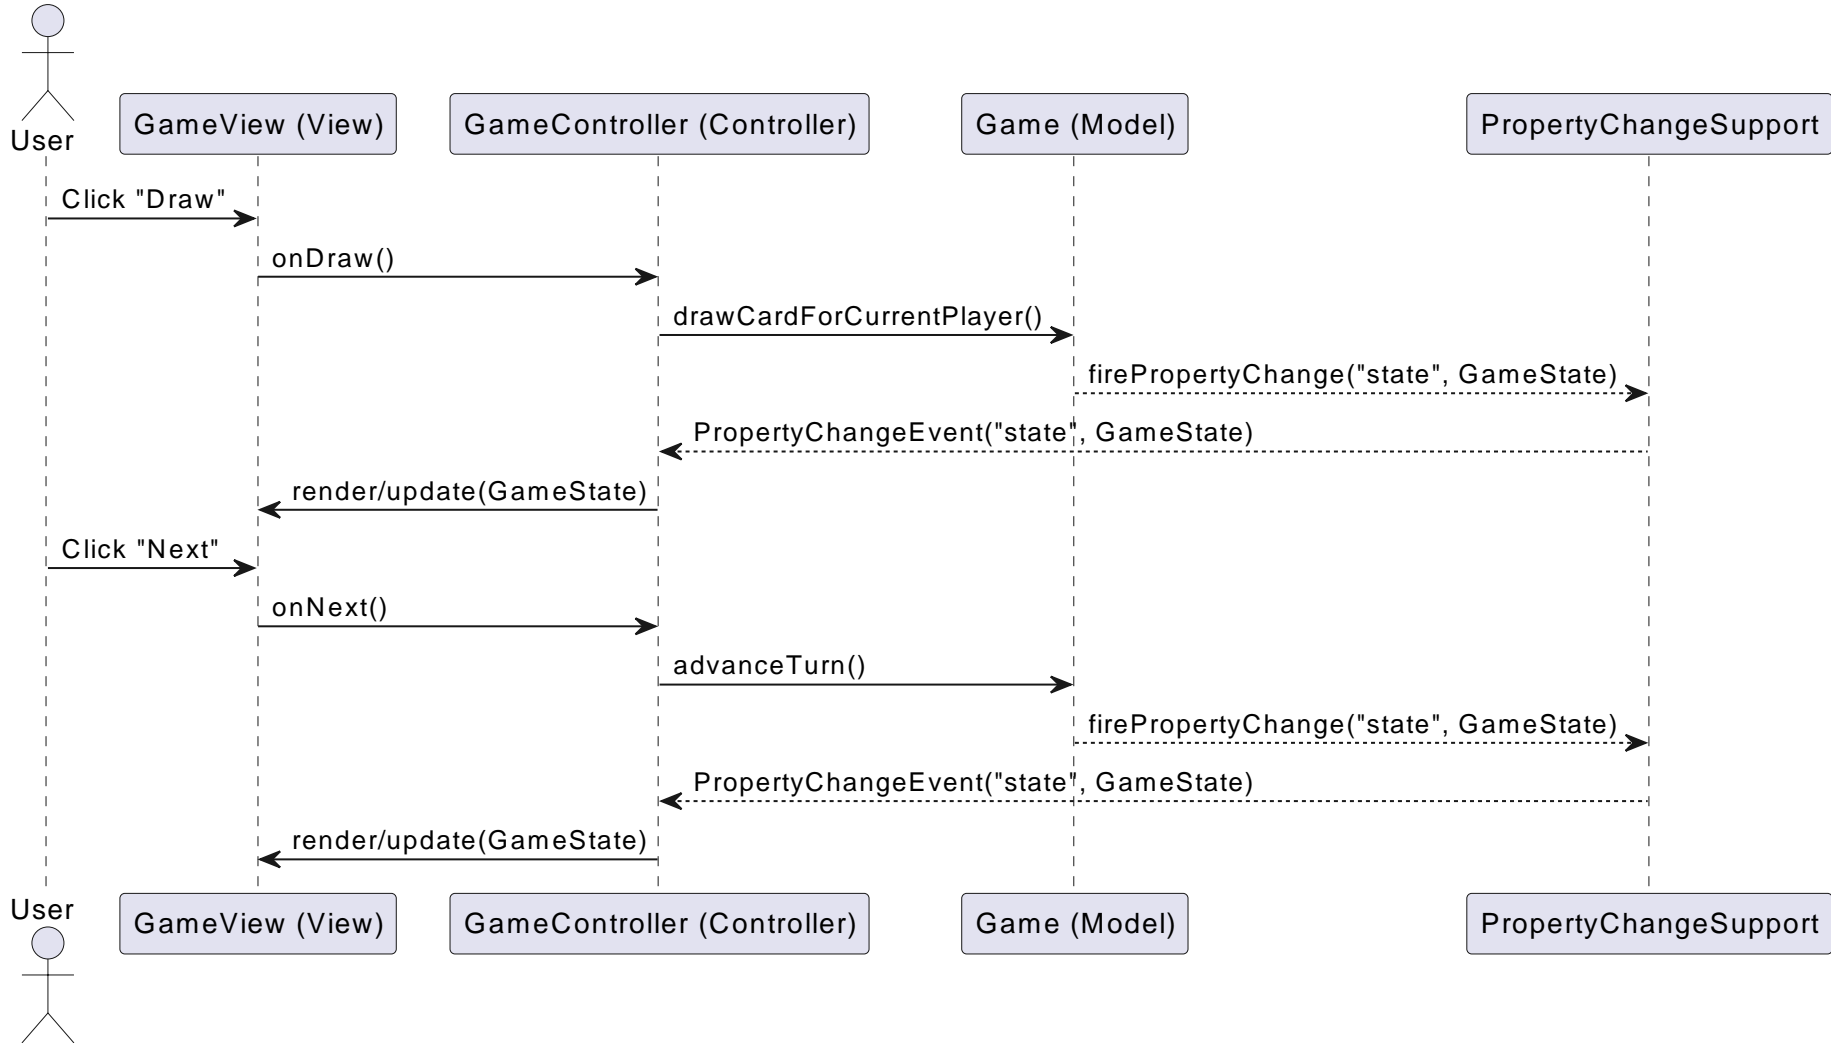 User
GameView (View)
GameController (Controller)
Game (Model)
PropertyChangeSupport
Click "Draw"
onDraw()
drawCardForCurrentPlayer()
firePropertyChange("state", GameState)
PropertyChangeEvent("state", GameState)
render/update(GameState)
Click "Next"
onNext()
advanceTurn()
firePropertyChange("state", GameState)
PropertyChangeEvent("state", GameState)
render/update(GameState)
User
GameView (View)
GameController (Controller)
Game (Model)
PropertyChangeSupport